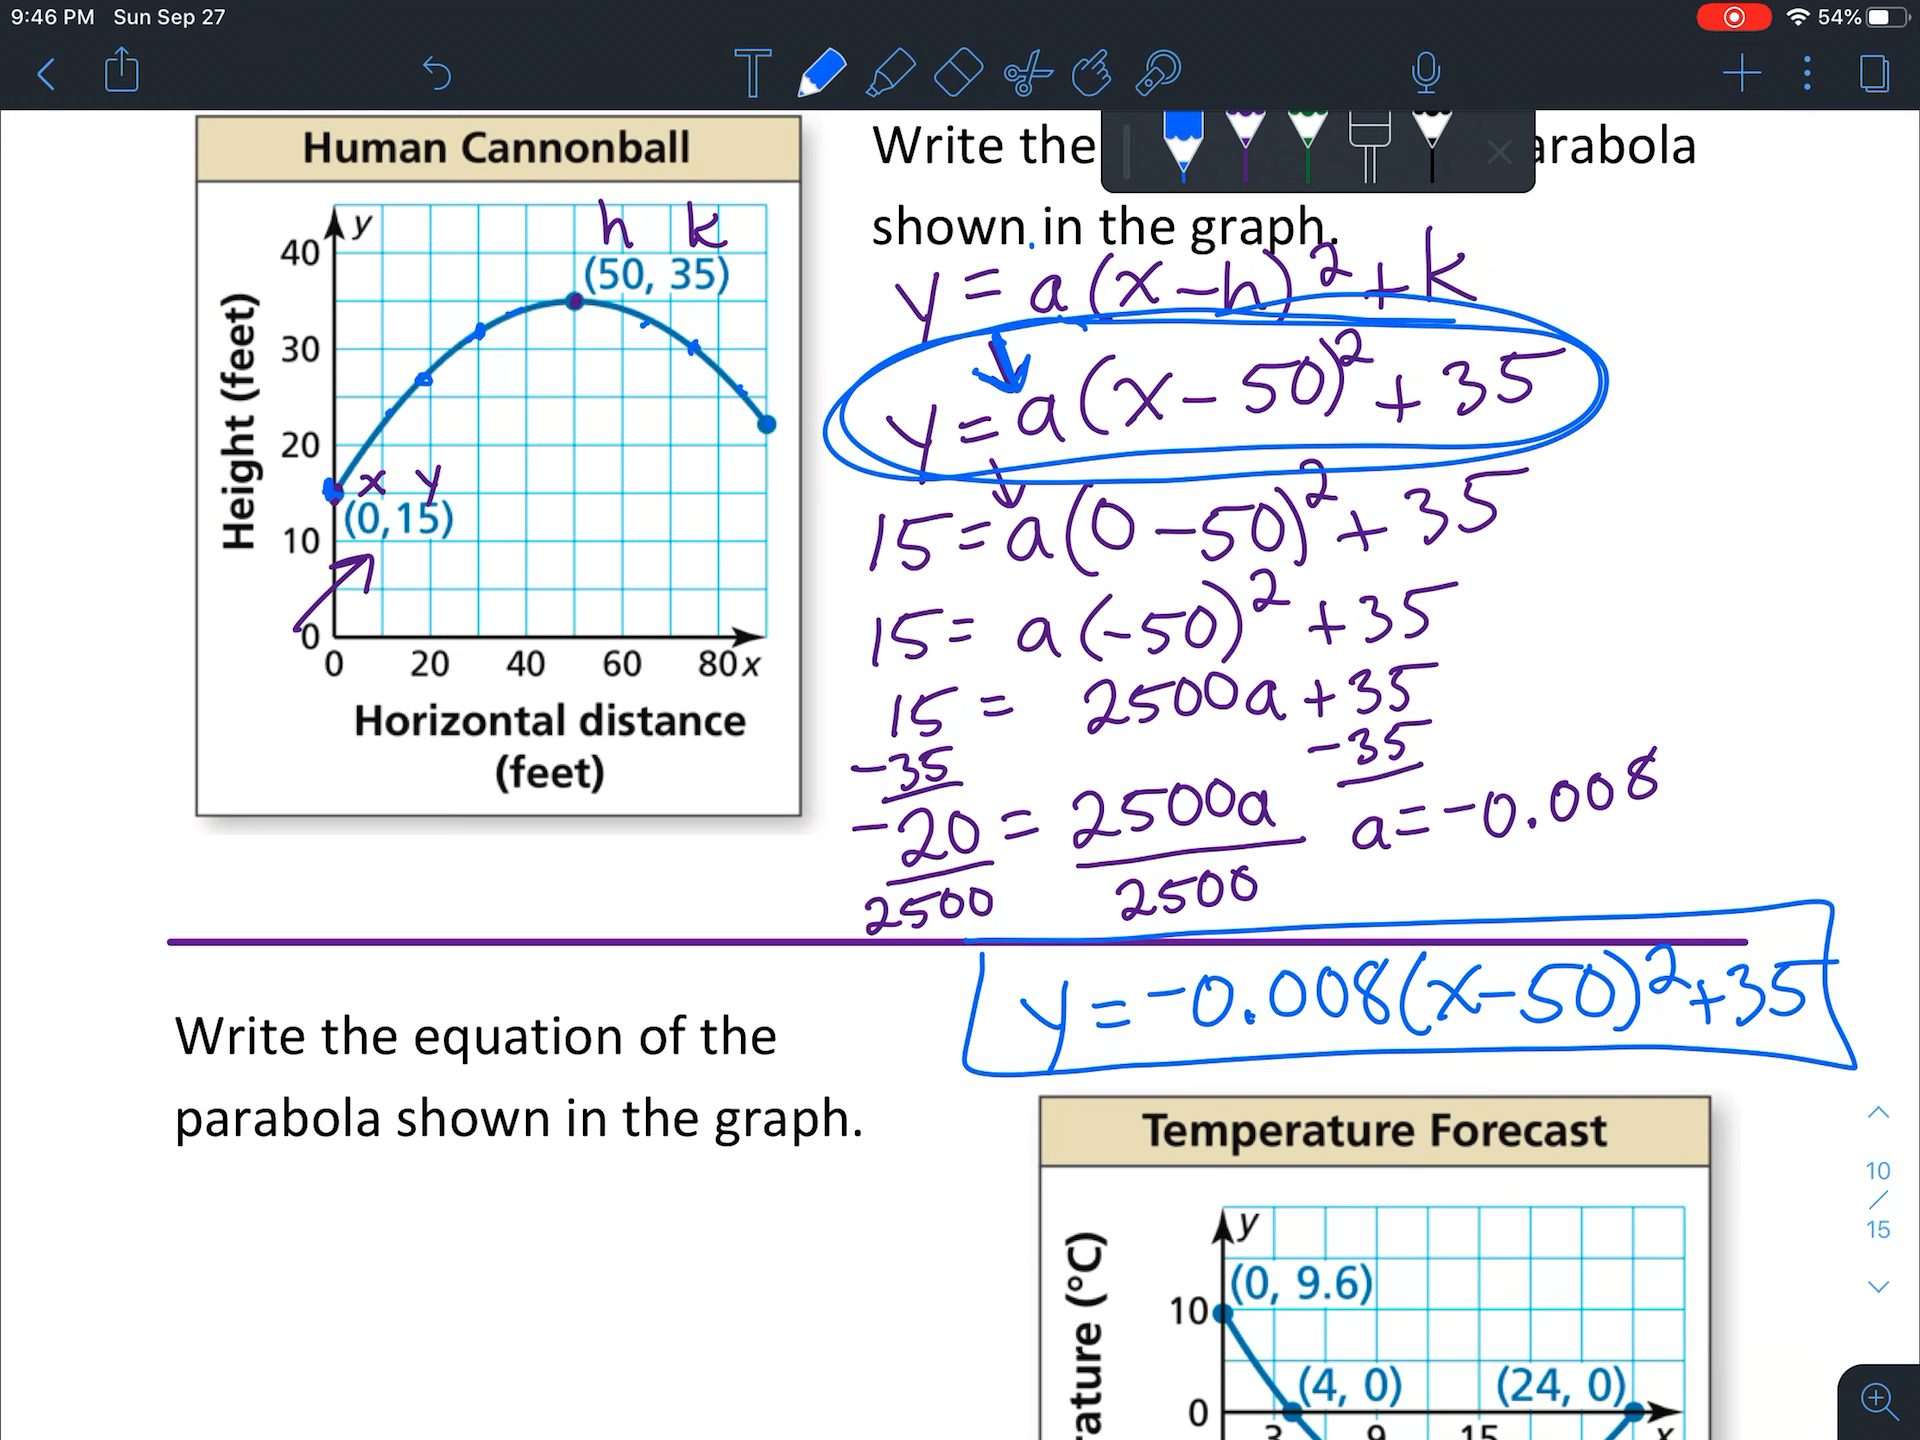 9:46 PM Sun Sep 27
54%
Human Cannonball
y
h k
40
(50, 35)
30
20
x y
(0,15)
10
0
0 20 40 60 80 x
Height (feet)
Horizontal distance
(feet)
Write the arabola
shown in the graph.
y = a(x-h)² + k
y = a(x - 50)² + 35
15 = a(0 - 50)² + 35
15 = a(-50)² + 35
15 = 2500a + 35
-35 -35
-20 = 2500a a = -0.008
2500 2500
y = -0.008(x-50)² + 35
Write the equation of the
parabola shown in the graph.
10
/
15
Temperature Forecast
y
(0, 9.6)
10
(4, 0) (24, 0)
0
3 9 15 x
rature (°C)